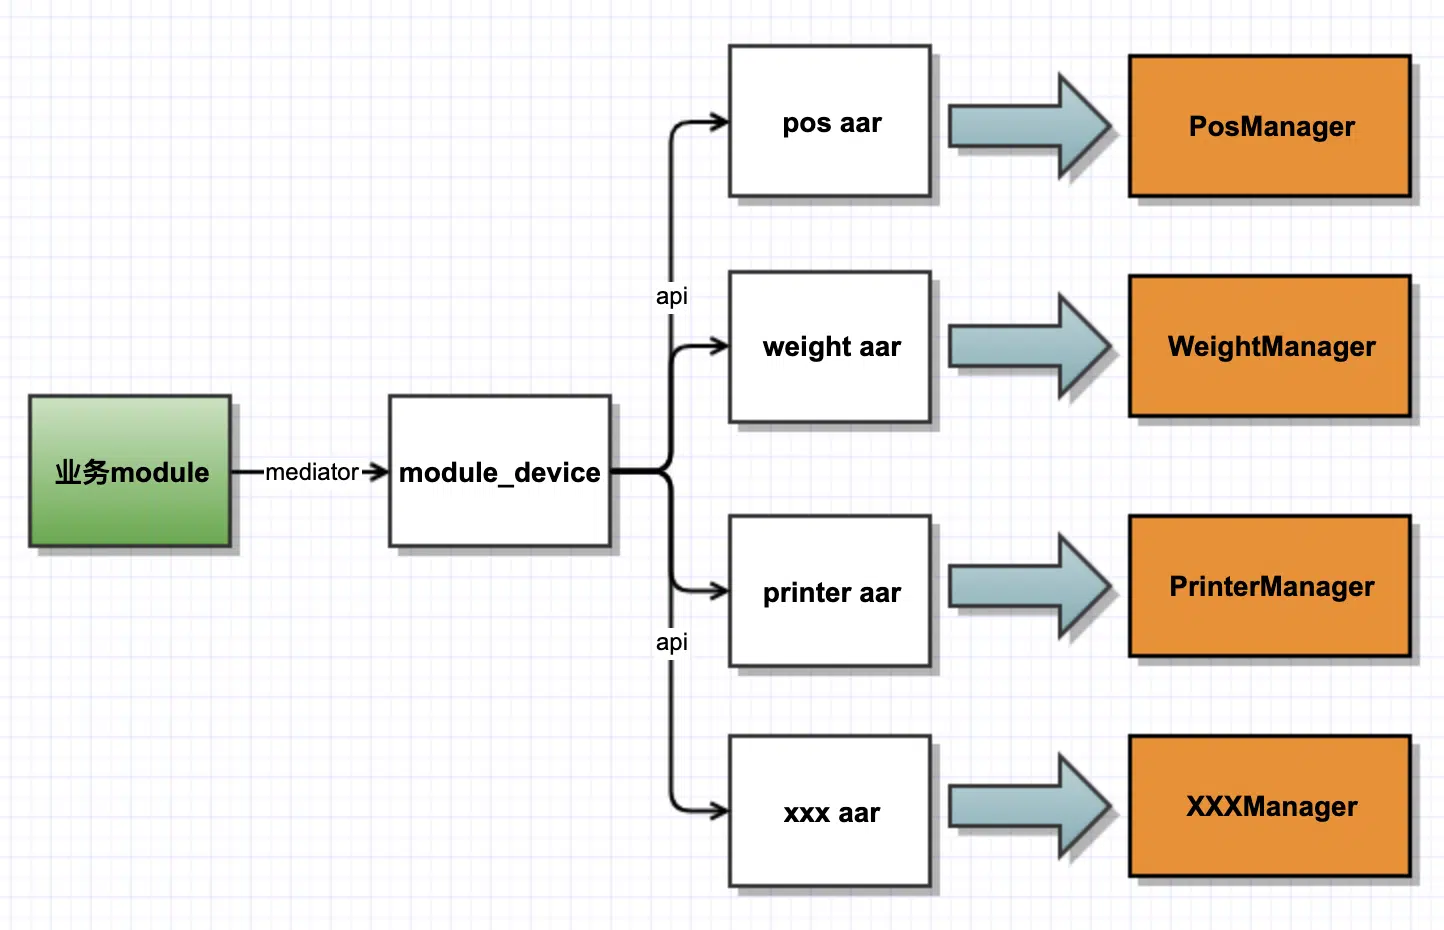 pos aar
PosManager
api
weight aar
WeightManager
业务module
mediator
module_device
printer aar
PrinterManager
api
xxx aar
XXXManager